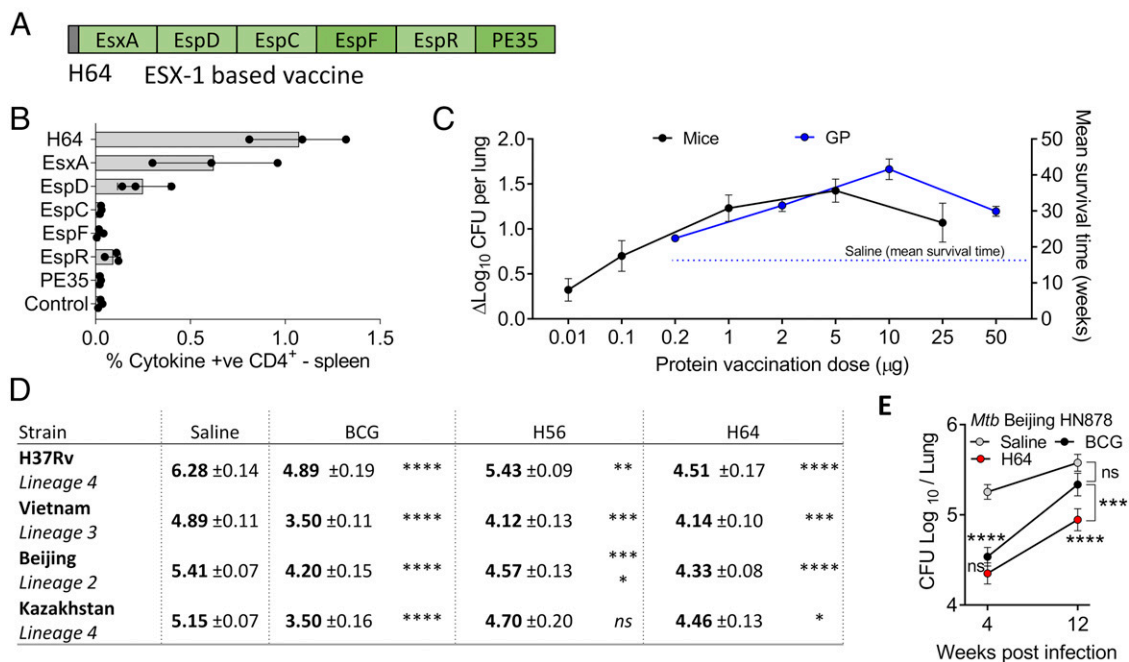 A
EsxA EspD EspC EspF EspR PE35
H64 ESX-1 based vaccine
B
H64
EsxA
EspD
EspC
EspF
EspR
PE35
Control
0.0 0.5 1.0 1.5
% Cytokine +ve CD4⁺ - spleen
C
Mice GP
2.0
1.5
1.0
0.5
0.0
ΔLog₁₀ CFU per lung
50
40
30
20
10
0
Mean survival time (weeks)
Saline (mean survival time)
0.01 0.1 0.2 1 2 5 10 25 50
Protein vaccination dose (μg)
D
Strain Saline BCG H56 H64
H37Rv
Lineage 4 6.28 ±0.14 4.89 ±0.19 **** 5.43 ±0.09 ** 4.51 ±0.17 ****
Vietnam
Lineage 3 4.89 ±0.11 3.50 ±0.11 **** 4.12 ±0.13 *** 4.14 ±0.10 ***
Beijing
Lineage 2 5.41 ±0.07 4.20 ±0.15 **** 4.57 ±0.13 *** * 4.33 ±0.08 ****
Kazakhstan
Lineage 4 5.15 ±0.07 3.50 ±0.16 **** 4.70 ±0.20 ns 4.46 ±0.13 *
E
Mtb Beijing HN878
Saline BCG
H64
6
5
4
CFU Log ₁₀ / Lung
ns
***
****
****
ns
4 12
Weeks post infection